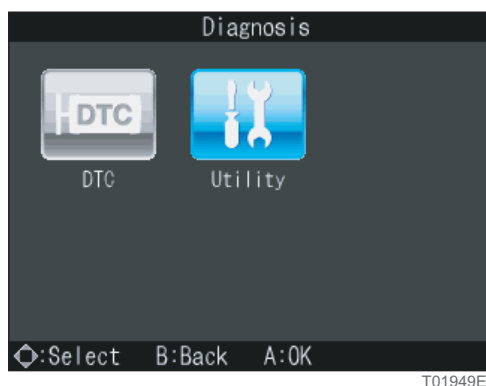 Diagnosis
DTC
DTC Utility
:Select B:Back A:OK
T01949E